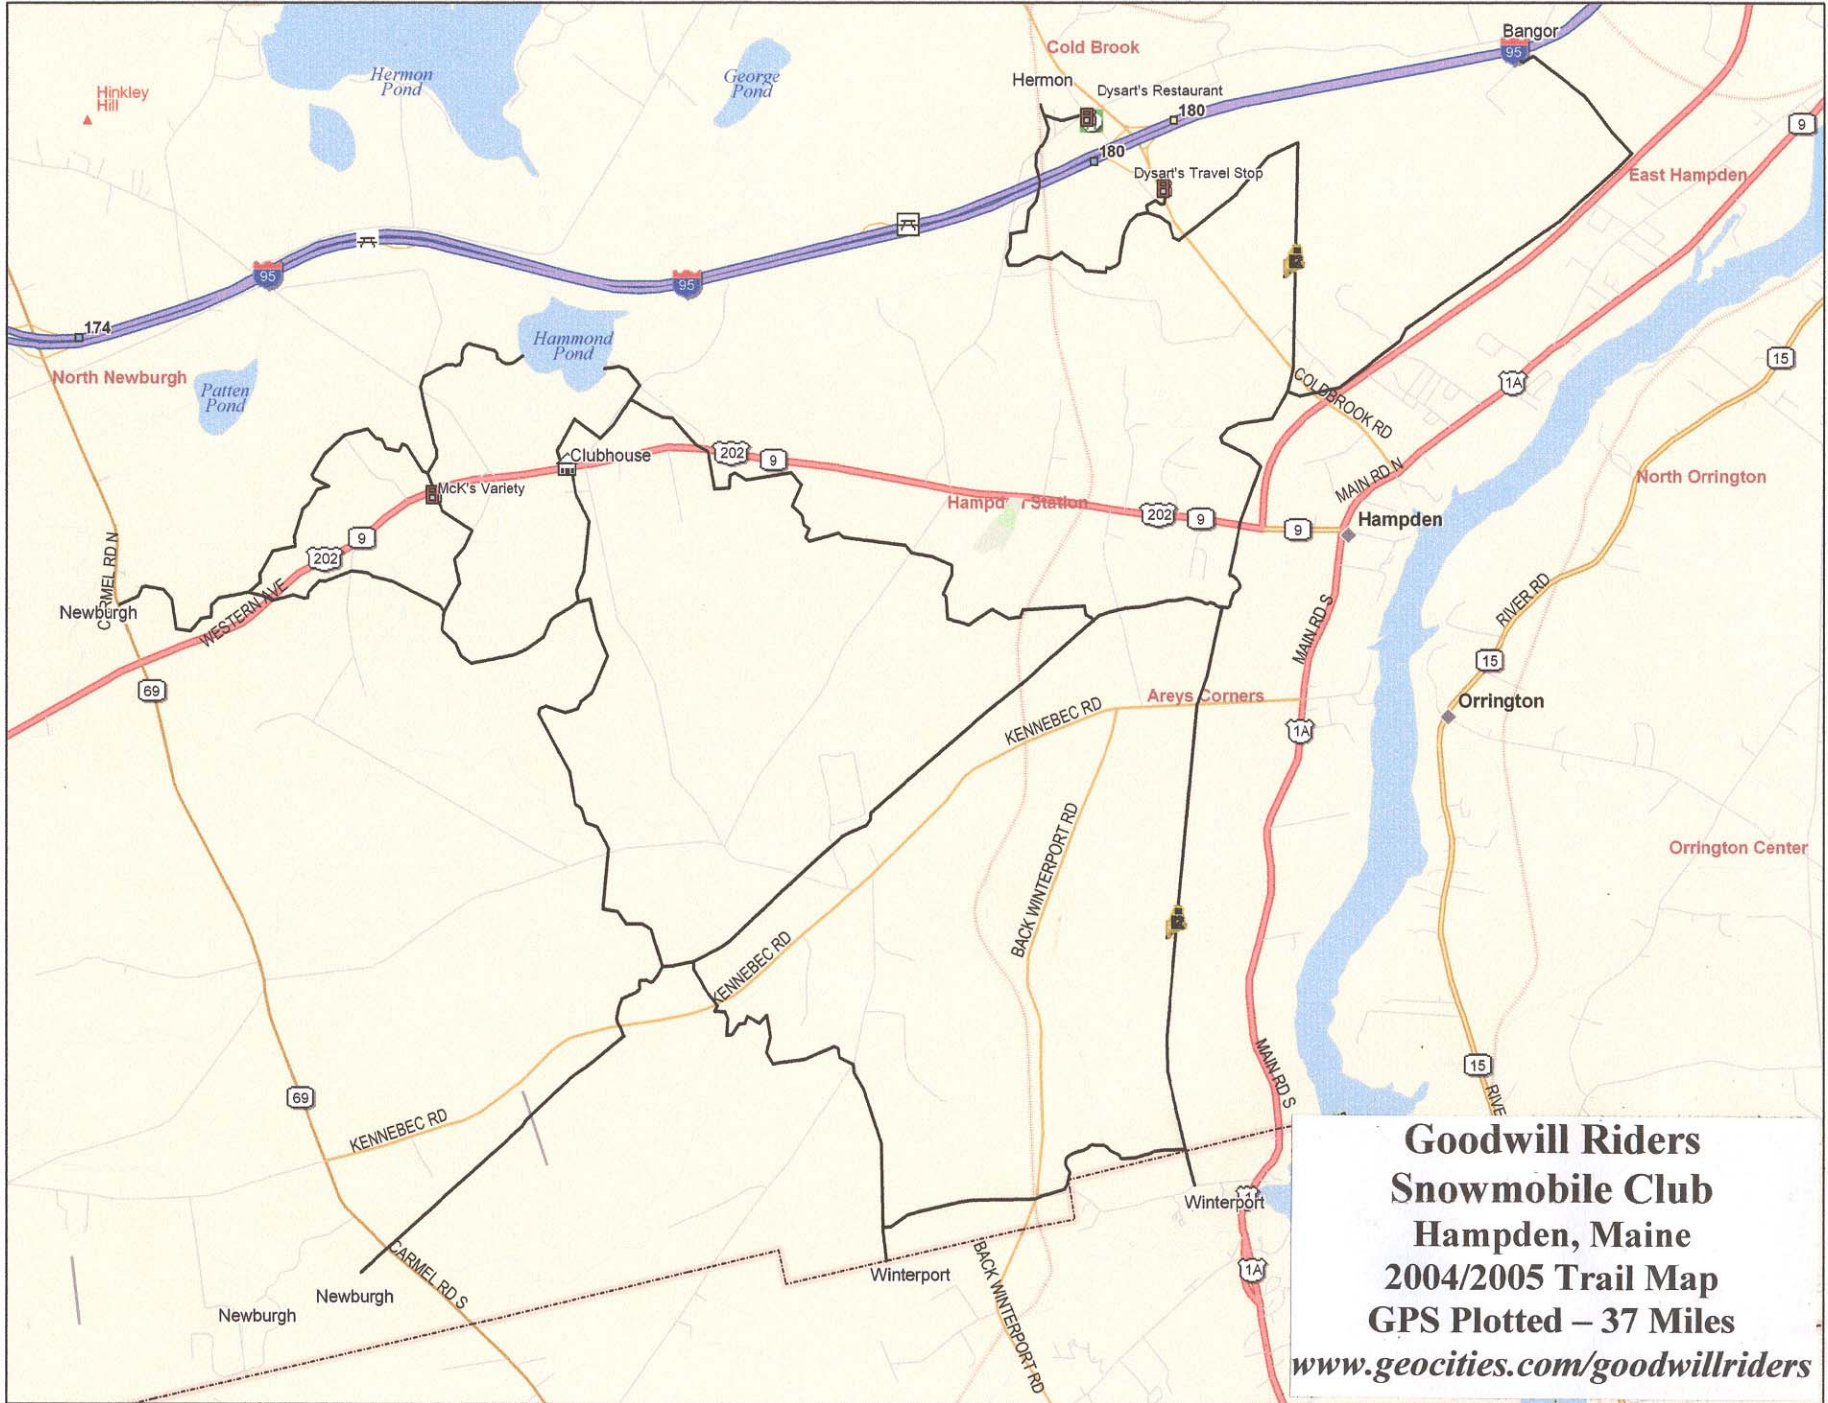 Bangor
95
Cold Brook
Hermon
Pond
George
Pond
Hermon
Dysart's Restaurant
Hinkley
Hill
180
9
180
Dysart's Travel Stop
East Hampden
95
95
174
Hammond
Pond
15
North Newburgh
Patten
Pond
1A
COLDBROOK RD
202
9
Clubhouse
MAIN RD N
North Orrington
McK's Variety
202
9
9
Hampden
9
202
CARMEL RD N
WESTERN AVE
Newburgh
RIVER RD
MAIN RD S
15
69
Areys Corners
KENNEBEC RD
Orrington
1A
BACK WINTERPORT RD
Orrington Center
KENNEBEC RD
MAIN RD S
15
69
KENNEBEC RD
Winterport
CARMEL RD S
Winterport
BACK WINTERPORT RD
1A
Newburgh
Newburgh
Goodwill Riders
Snowmobile Club
Hampden, Maine
2004/2005 Trail Map
GPS Plotted – 37 Miles
www.geocities.com/goodwillriders